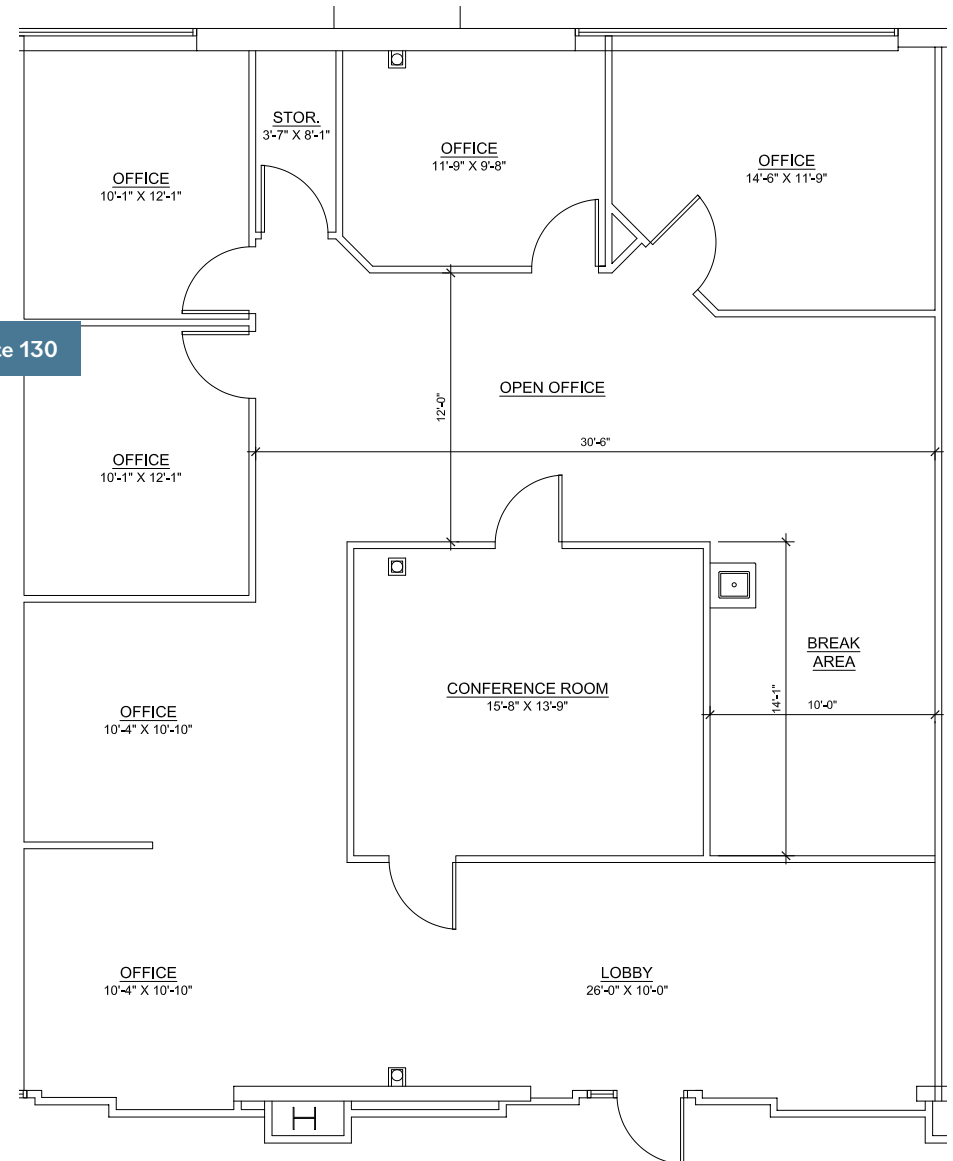 STOR.
3'-7" X 8'-1"
OFFICE
11'-9" X 9'-8"
OFFICE
14'-6" X 11'-9"
OFFICE
10'-1" X 12'-1"
130
OPEN OFFICE
12'-0"
30'-6"
OFFICE
10'-1" X 12'-1"
BREAK
AREA
CONFERENCE ROOM
15'-8" X 13'-9"
14'-1"
10'-0"
OFFICE
10'-4" X 10'-10"
OFFICE
10'-4" X 10'-10"
LOBBY
26'-0" X 10'-0"
H